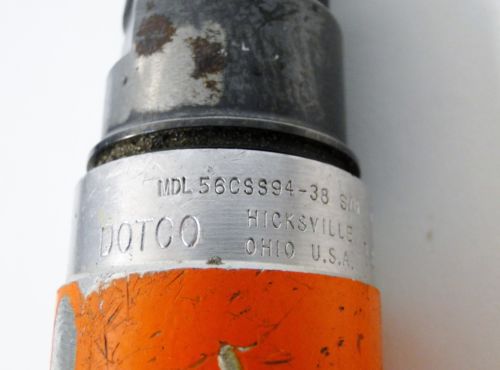 MDL 56CSS94-38
DOTCO
HICKSVILLE
OHIO U.S.A.